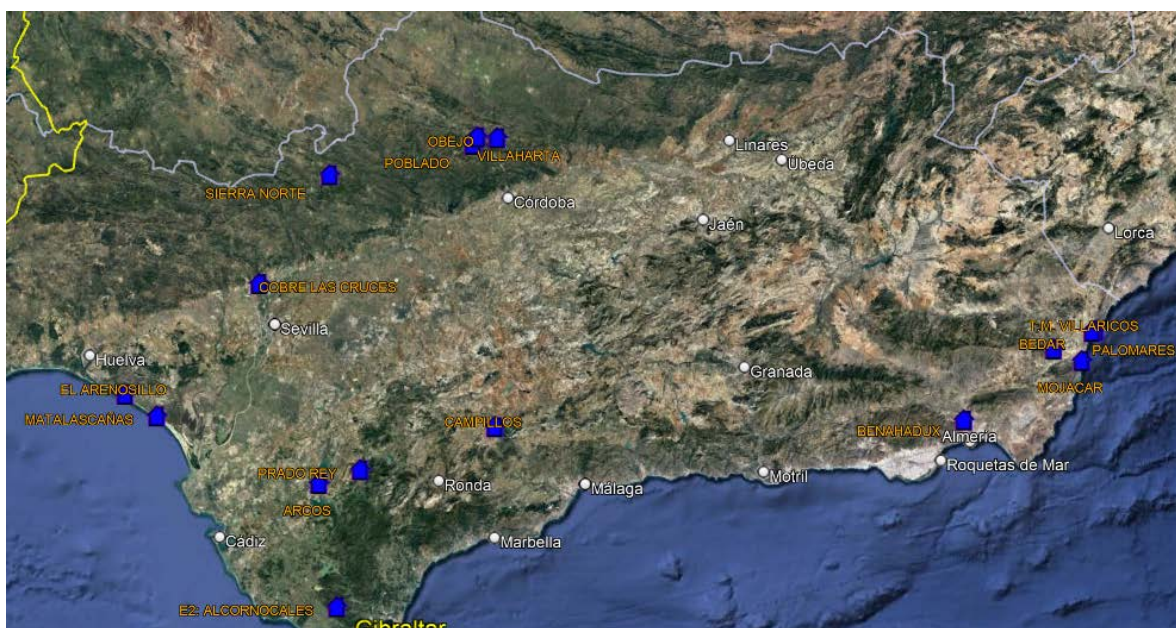 OBEJO
Linares
VILLAHARTA
POBLADO
Úbeda
SIERRA NORTE
Córdoba
Jaén
Lorca
COBRE LAS CRUCES
Sevilla
T.M. VILLARICOS
BEDAR
PALOMARES
Huelva
Granada
MOJACAR
EL ARENOSILLO
MATALASCAÑAS
CAMPILLOS
BENAHADUX
Almería
PRADO REY
Roquetas de Mar
Motril
Ronda
Málaga
ARCOS
Cádiz
Marbella
E2: ALCORNOCALES
Gibraltar